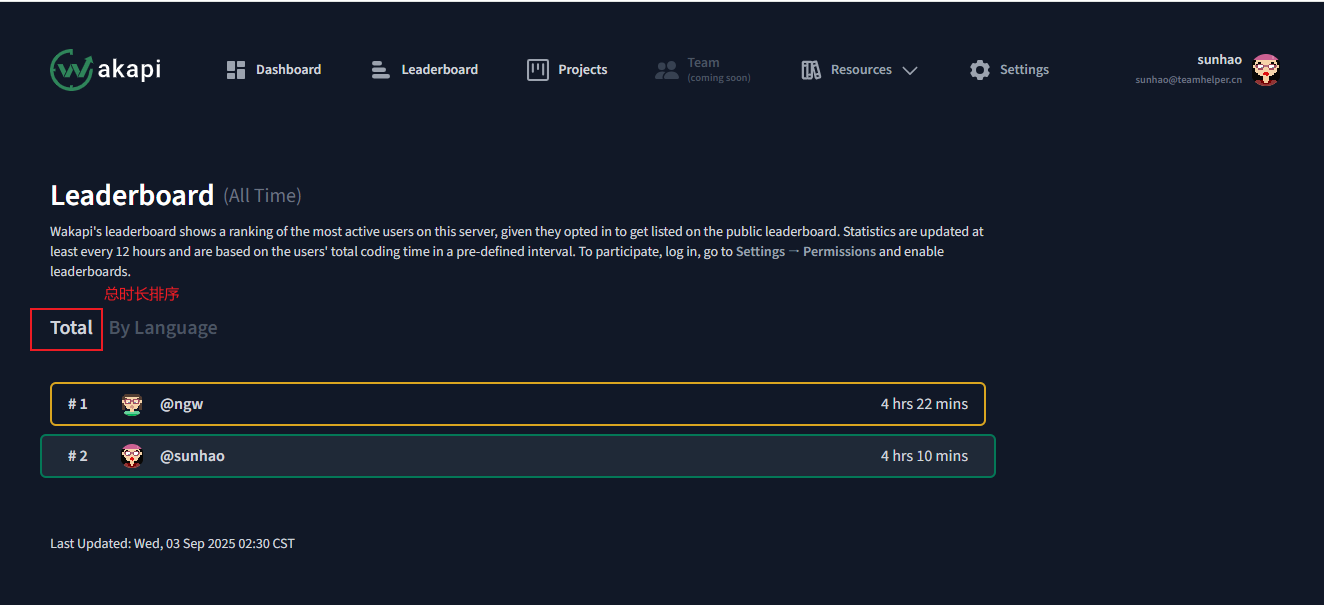 wakapi
Dashboard
Leaderboard
Projects
Team
(coming soon)
Resources
Settings
sunhao
sunhao@teamhelper.cn
Leaderboard (All Time)
Wakapi's leaderboard shows a ranking of the most active users on this server, given they opted in to get listed on the public leaderboard. Statistics are updated at
least every 12 hours and are based on the users' total coding time in a pre-defined interval. To participate, log in, go to Settings → Permissions and enable
leaderboards.
总时长排序
Total By Language
# 1 @ngw 4 hrs 22 mins
# 2 @sunhao 4 hrs 10 mins
Last Updated: Wed, 03 Sep 2025 02:30 CST